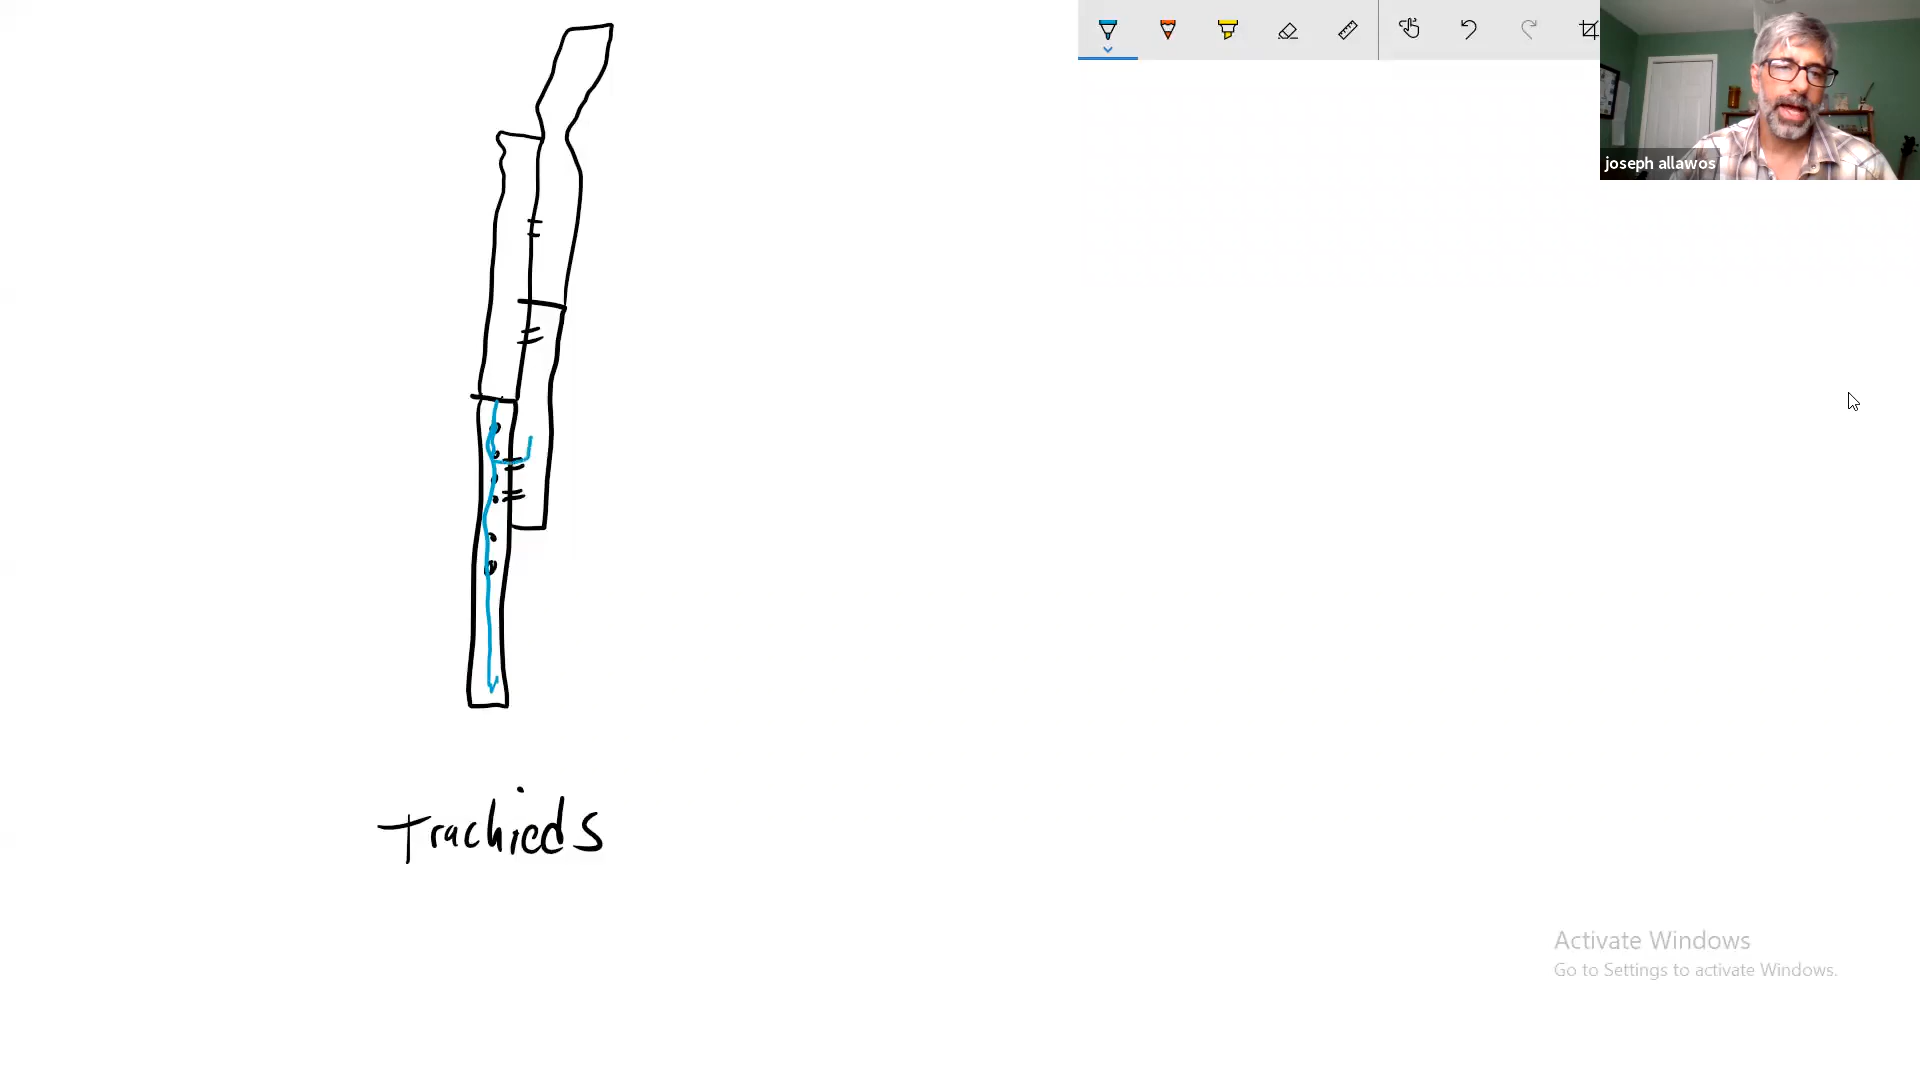 joseph allawos
Trachieds
Activate Windows
Go to Settings to activate Windows.